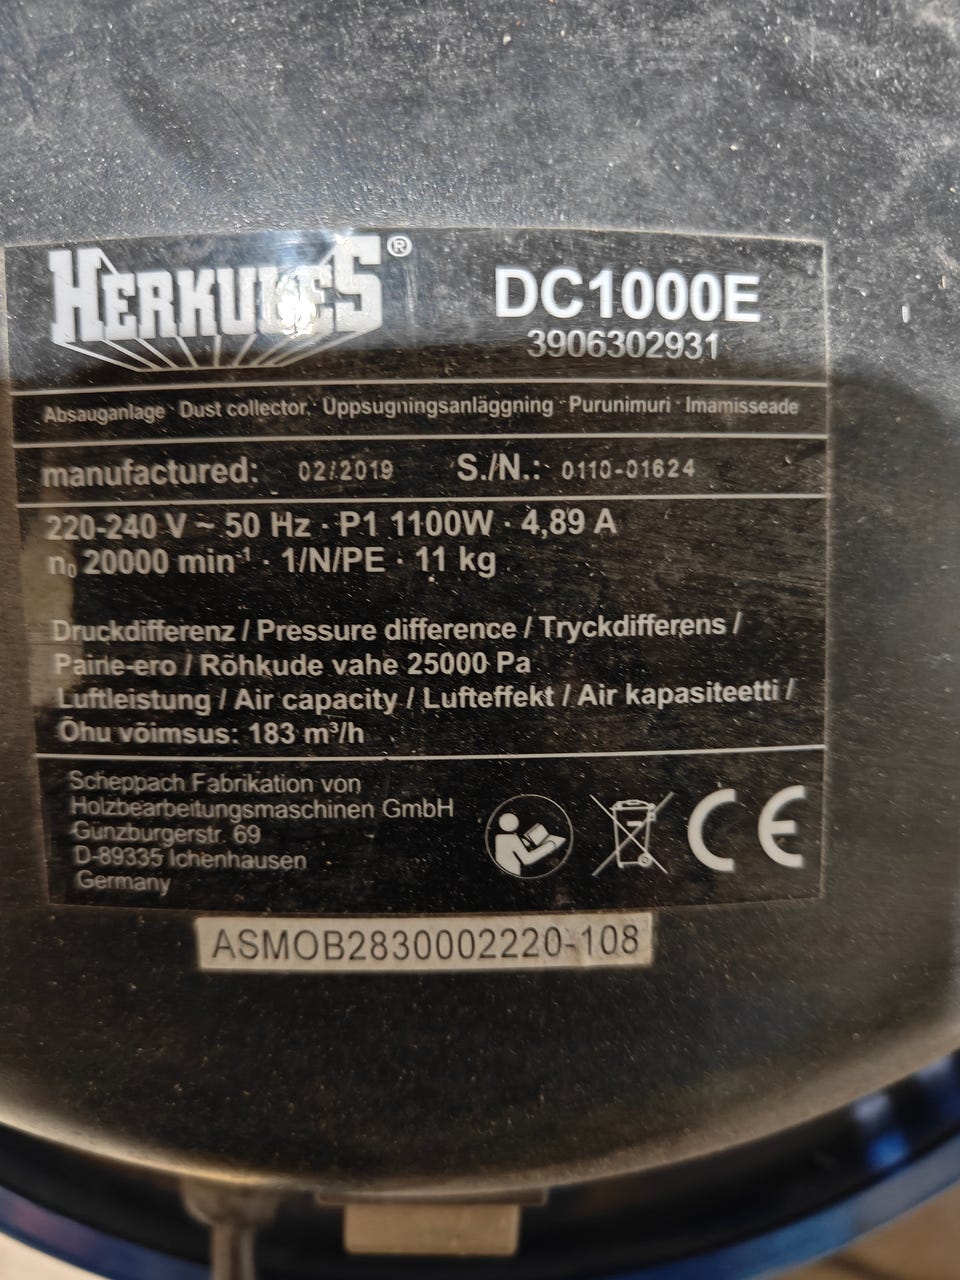 HERKULES®
DC1000E
3906302931
Absauganlage · Dust collector, · Uppsugningsanläggning · Purunimuri · Imamisseade
manufactured: 02/2019 S./N.: 0110-01624
220-240 V ~ 50 Hz · P1 1100W · 4,89 A
n₀ 20000 min⁻¹ · 1/N/PE · 11 kg
Druckdifferenz / Pressure difference / Tryckdifferens /
Paine-ero / Rõhkude vahe 25000 Pa
Luftleistung / Air capacity / Lufteffekt / Air kapasiteetti /
Õhu võimsus: 183 m³/h
Scheppach Fabrikation von
Holzbearbeitungsmaschinen GmbH
Günzburgerstr. 69
D-89335 Ichenhausen
Germany
CE
ASMOB2830002220-108